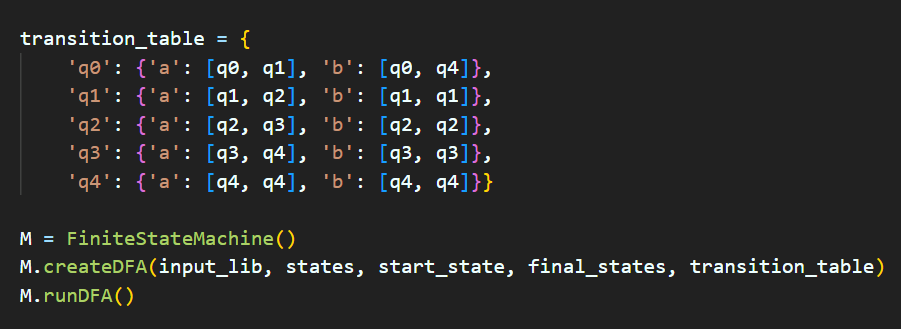 transition_table = {
    'q0': {'a': [q0, q1], 'b': [q0, q4]},
    'q1': {'a': [q1, q2], 'b': [q1, q1]},
    'q2': {'a': [q2, q3], 'b': [q2, q2]},
    'q3': {'a': [q3, q4], 'b': [q3, q3]},
    'q4': {'a': [q4, q4], 'b': [q4, q4]}}
M = FiniteStateMachine()
M.createDFA(input_lib, states, start_state, final_states, transition_table)
M.runDFA()